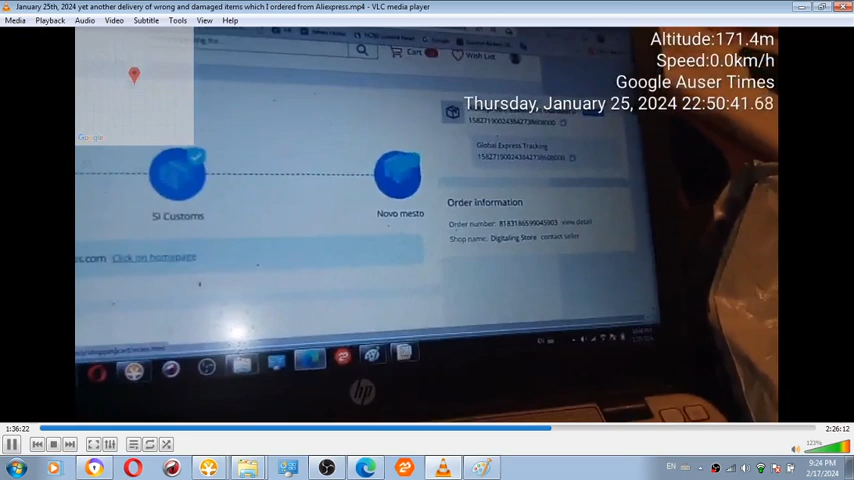 January 25th, 2024 yet another delivery of wrong and damaged items which I ordered from Aliexpress.mp4 - VLC media player
Media Playback Audio Video Subtitle Tools View Help
Altitude:171.4m
Speed:0.0km/h
Google Auser Times
Thursday, January 25, 2024 22:50:41.68
Google
Cart
Wish List
Global Express Tracking
SI Customs
Novo mesto
Order information
Order number: 8183186599045903 view detail
Shop name: Digitaling Store contact seller
Click on homepage
hp
1:36:22
2:26:12
123%
EN
9:24 PM
2/17/2024